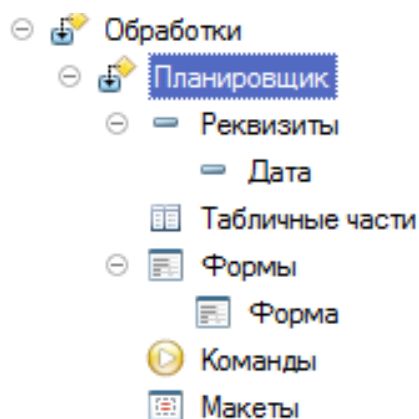 Обработки
Планировщик
Реквизиты
Дата
Табличные части
Формы
Форма
Команды
Макеты